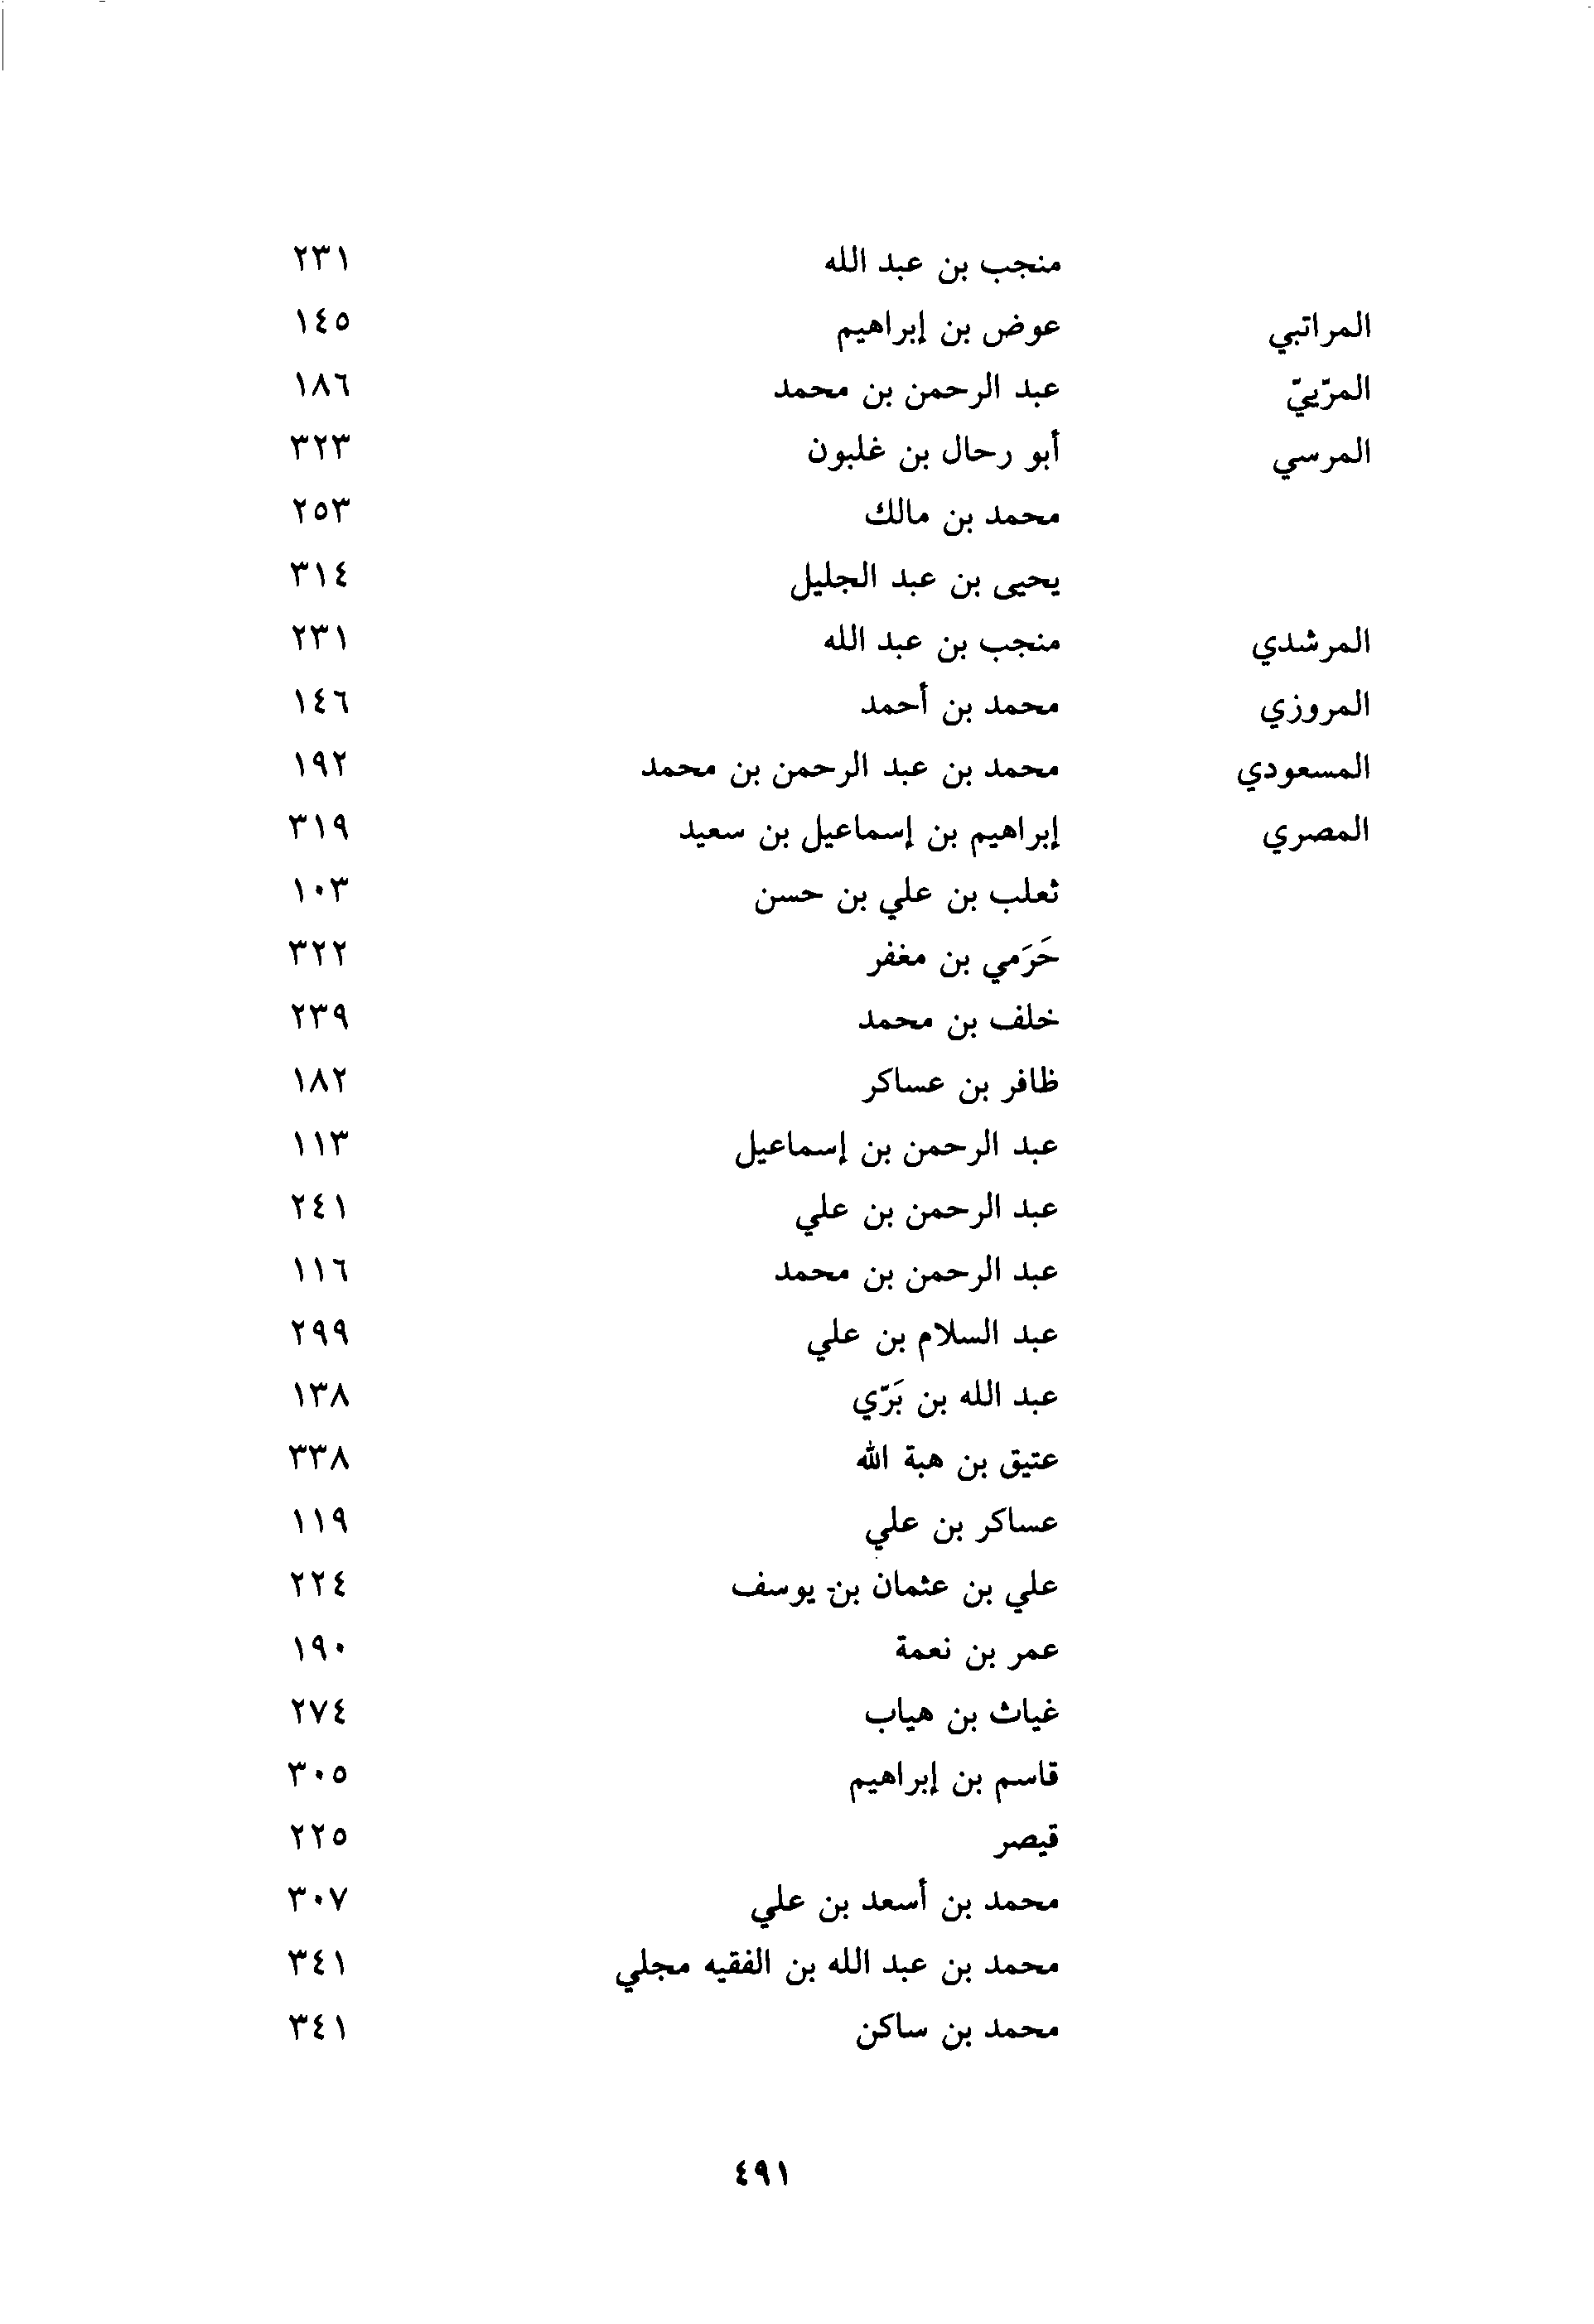 منجب بن عبد الله ٢٣١
المراتبي عوض بن إبراهيم ١٤٥
المرّييّ عبد الرحمن بن محمد ١٨٦
المرسي أبو رحال بن غلبون ٣٢٣
محمد بن مالك ٢٥٣
يحيى بن عبد الجليل ٣١٤
المرشدي منجب بن عبد الله ٢٣١
المروزي محمد بن أحمد ١٤٦
المسعودي محمد بن عبد الرحمن بن محمد ١٩٢
المصري إبراهيم بن إسماعيل بن سعيد ٣١٩
ثعلب بن علي بن حسن ١٠٣
حَرَمي بن مغفر ٣٢٢
خلف بن محمد ٢٣٩
ظافر بن عساكر ١٨٢
عبد الرحمن بن إسماعيل ١١٣
عبد الرحمن بن علي ٢٤١
عبد الرحمن بن محمد ١١٦
عبد السلام بن علي ٢٩٩
عبد الله بن بَرّي ١٣٨
عتيق بن هبة الله ٣٣٨
عساكر بن علي ١١٩
علي بن عثمان بن يوسف ٢٢٤
عمر بن نعمة ١٩٠
غياث بن هياب ٢٧٤
قاسم بن إبراهيم ٣٠٥
قيصر ٢٢٥
محمد بن أسعد بن علي ٣٠٧
محمد بن عبد الله بن الفقيه مجلي ٣٤١
محمد بن ساكن ٣٤١
٤٩١